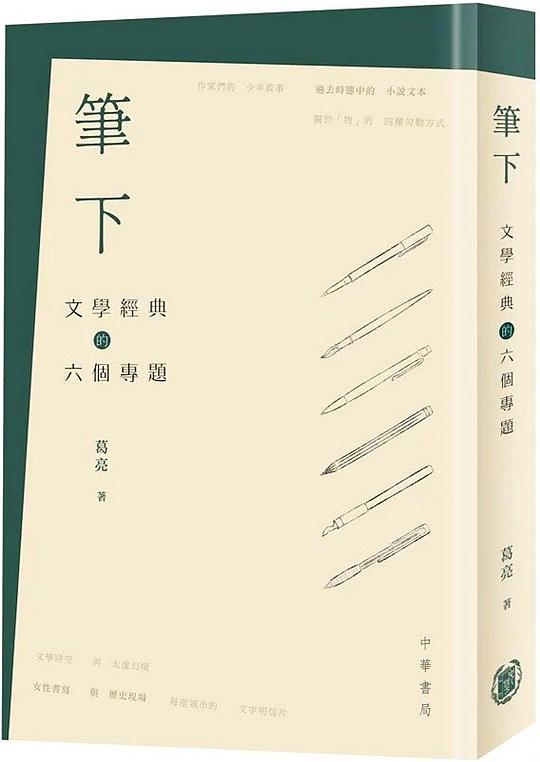 作家們的 少年敘事
過去時態中的 小說文本
關於「物」的 四種勾勒方式
筆下
文學經典
的
六個專題
葛亮 著
中華書局
文學時空 與 太虛幻境
女性書寫 與 歷史現場
每座城市的 文字明信片
筆下
文學經典的六個專題
葛亮 著